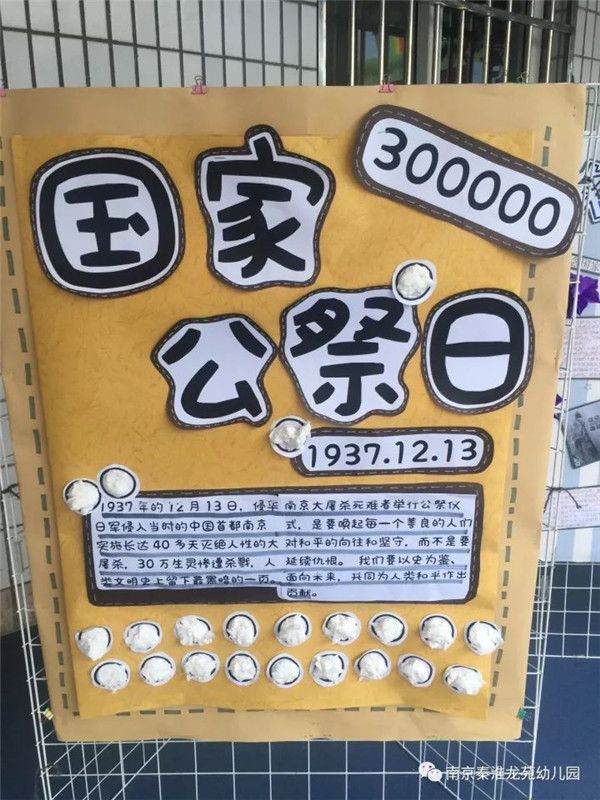 300000
国家
公祭日
1937.12.13
1937年的12月13日，侵华
日军侵入当时的中国首都南京
实施长达40多天灭绝人性的大
屠杀，30万生灵惨遭杀戮，人
类文明史上留下最黑暗的一页。
南京大屠杀死难者举行公祭仪
式，是要唤起每一个善良的人们
对和平的向往和坚守，而不是要
延续仇恨。 我们要以史为鉴、
面向未来，共同为人类和平作出
贡献。
南京秦淮龙苑幼儿园